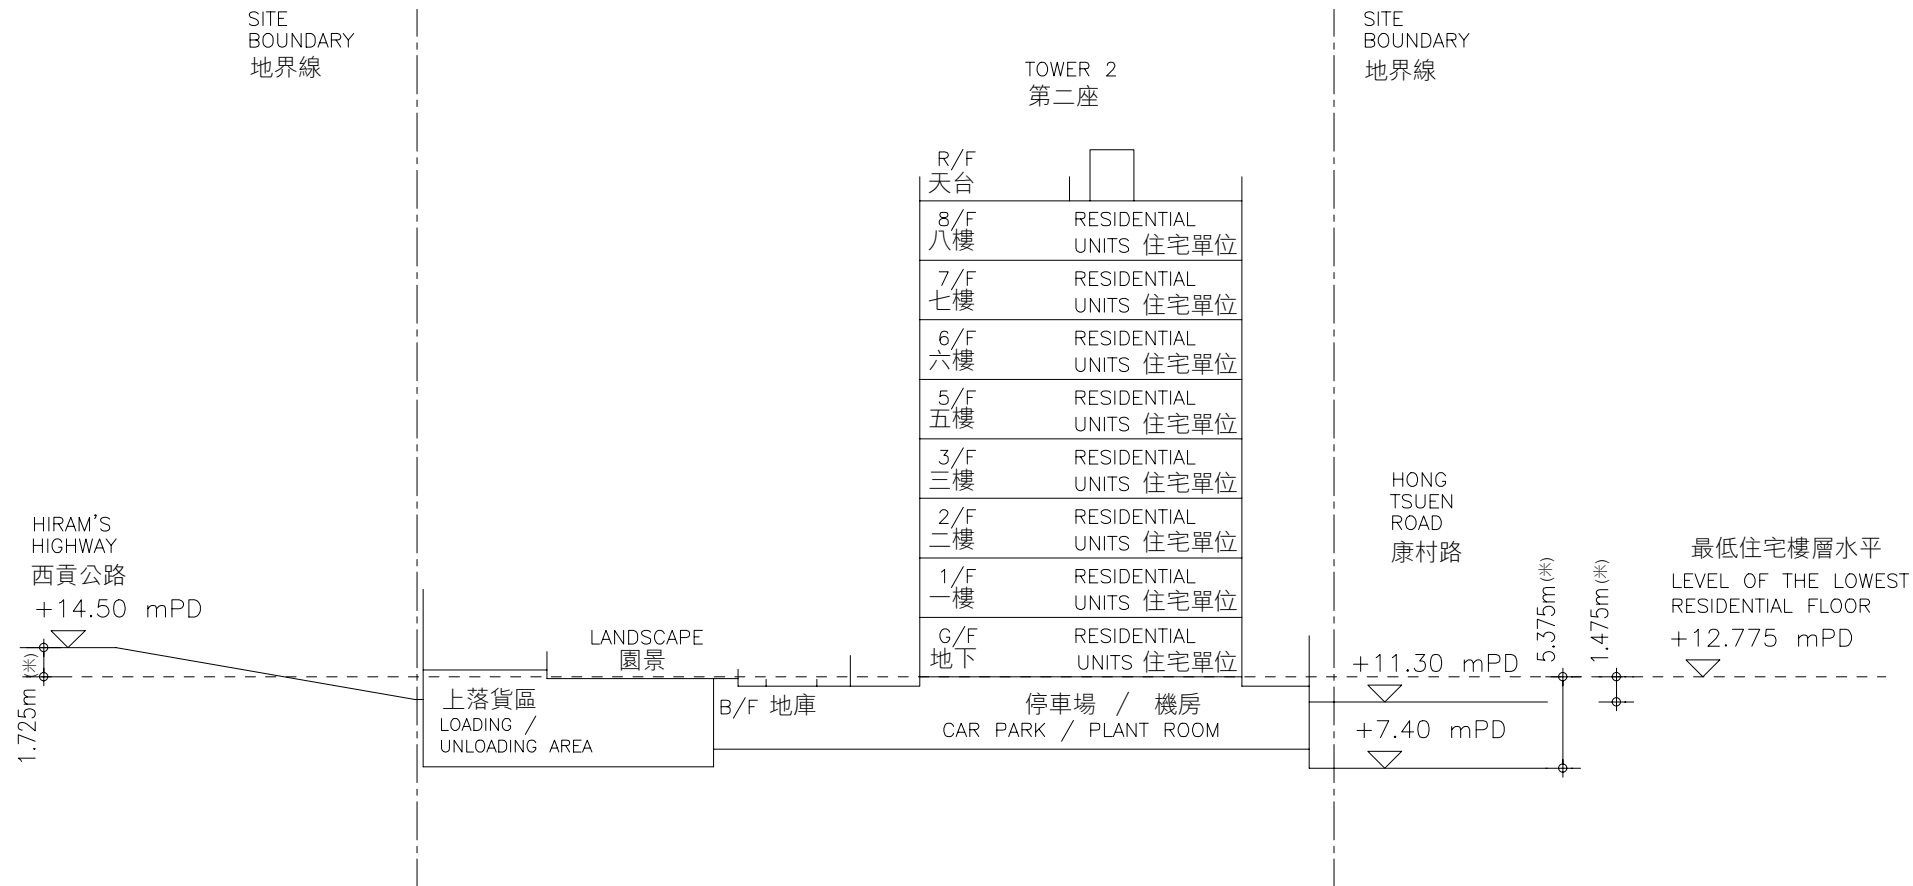 SITE
BOUNDARY
地界線
SITE
BOUNDARY
地界線
TOWER 2
第二座
R/F
天台
8/F
八樓
RESIDENTIAL
UNITS 住宅單位
7/F
七樓
RESIDENTIAL
UNITS 住宅單位
6/F
六樓
RESIDENTIAL
UNITS 住宅單位
5/F
五樓
RESIDENTIAL
UNITS 住宅單位
3/F
三樓
RESIDENTIAL
UNITS 住宅單位
2/F
二樓
RESIDENTIAL
UNITS 住宅單位
1/F
一樓
RESIDENTIAL
UNITS 住宅單位
G/F
地下
RESIDENTIAL
UNITS 住宅單位
HIRAM'S
HIGHWAY
西貢公路
+14.50 mPD
1.725m (米)
LANDSCAPE
園景
上落貨區
LOADING /
UNLOADING AREA
B/F 地庫
停車場 / 機房
CAR PARK / PLANT ROOM
HONG
TSUEN
ROAD
康村路
+11.30 mPD
+7.40 mPD
5.375m (米)
1.475m (米)
最低住宅樓層水平
LEVEL OF THE LOWEST
RESIDENTIAL FLOOR
+12.775 mPD